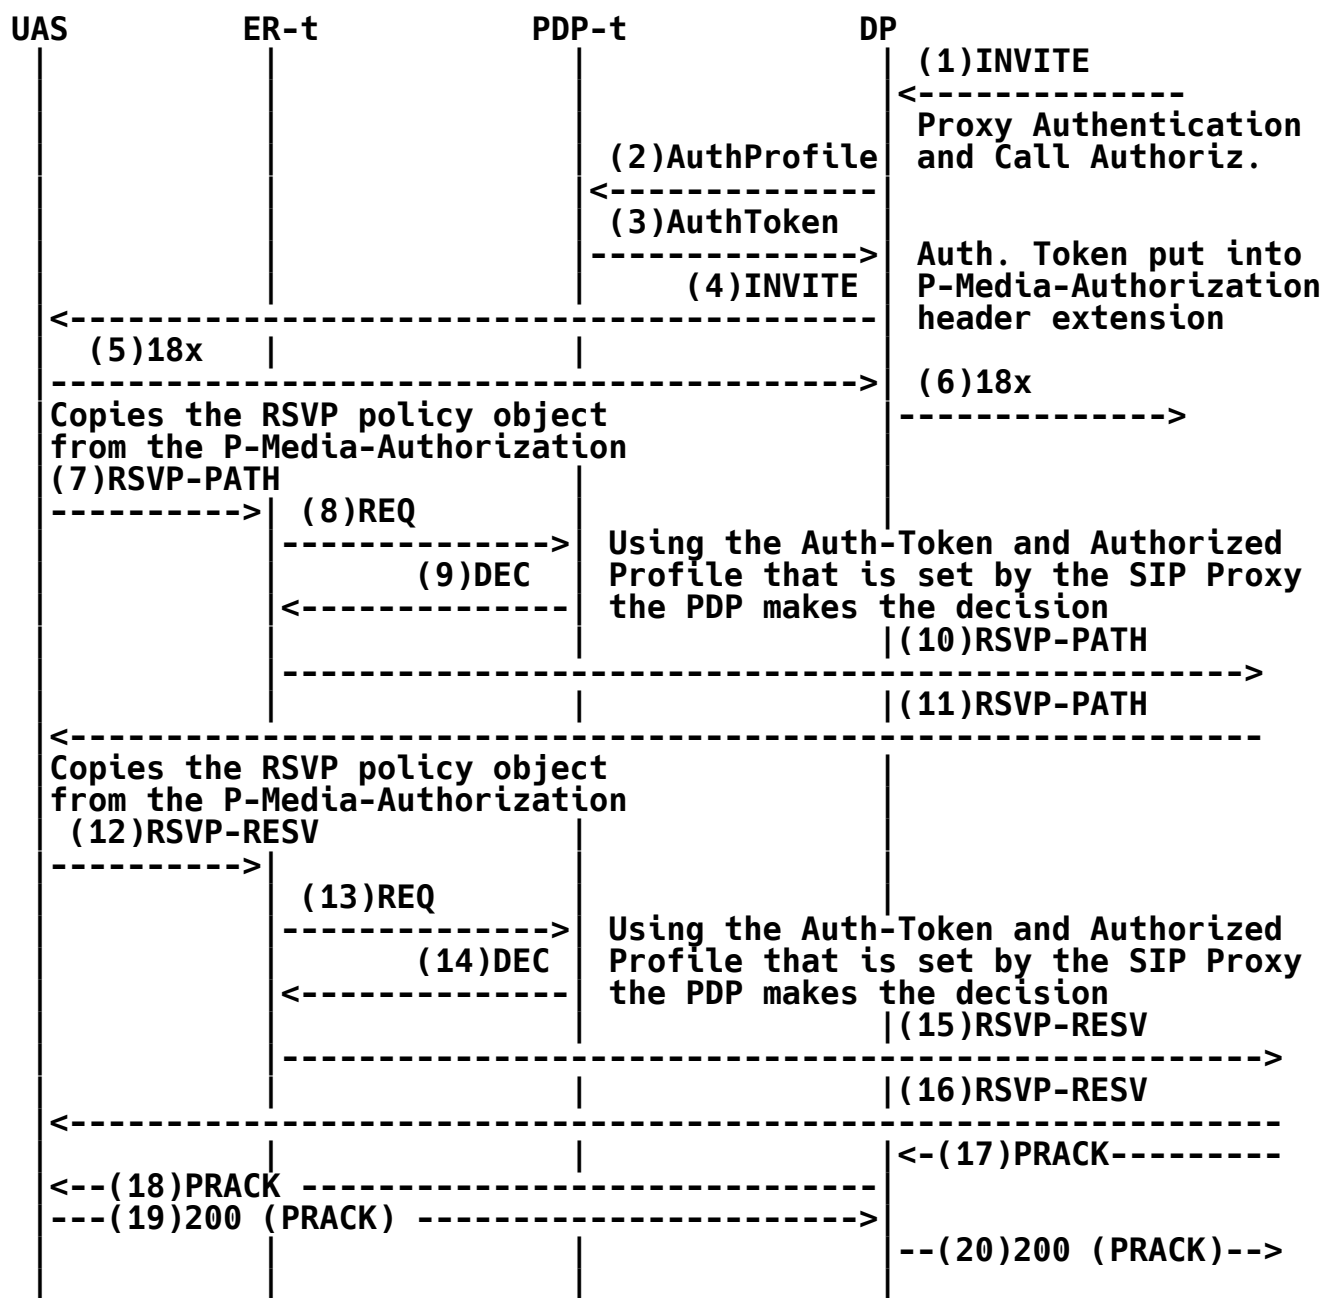 UAS ER-t PDP-t DP
(1)INVITE
<--------------
Proxy Authentication
(2)AuthProfile and Call Authoriz.
<--------------
(3)AuthToken
--------------> Auth. Token put into
(4)INVITE P-Media-Authorization
<------------------------------------------ header extension
(5)18x
------------------------------------------> (6)18x
Copies the RSVP policy object -------------->
from the P-Media-Authorization
(7)RSVP-PATH
----------> (8)REQ
--------------> Using the Auth-Token and Authorized
(9)DEC Profile that is set by the SIP Proxy
<-------------- the PDP makes the decision
(10)RSVP-PATH
-------------------------------------------------->
(11)RSVP-PATH
<--------------------------------------------------------------
Copies the RSVP policy object
from the P-Media-Authorization
(12)RSVP-RESV
---------->
(13)REQ
--------------> Using the Auth-Token and Authorized
(14)DEC Profile that is set by the SIP Proxy
<-------------- the PDP makes the decision
(15)RSVP-RESV
--------------------------------------------------->
(16)RSVP-RESV
<---------------------------------------------------------------
<-(17)PRACK---------
<--(18)PRACK ------------------------------
---(19)200 (PRACK) ----------------------->
--(20)200 (PRACK)-->